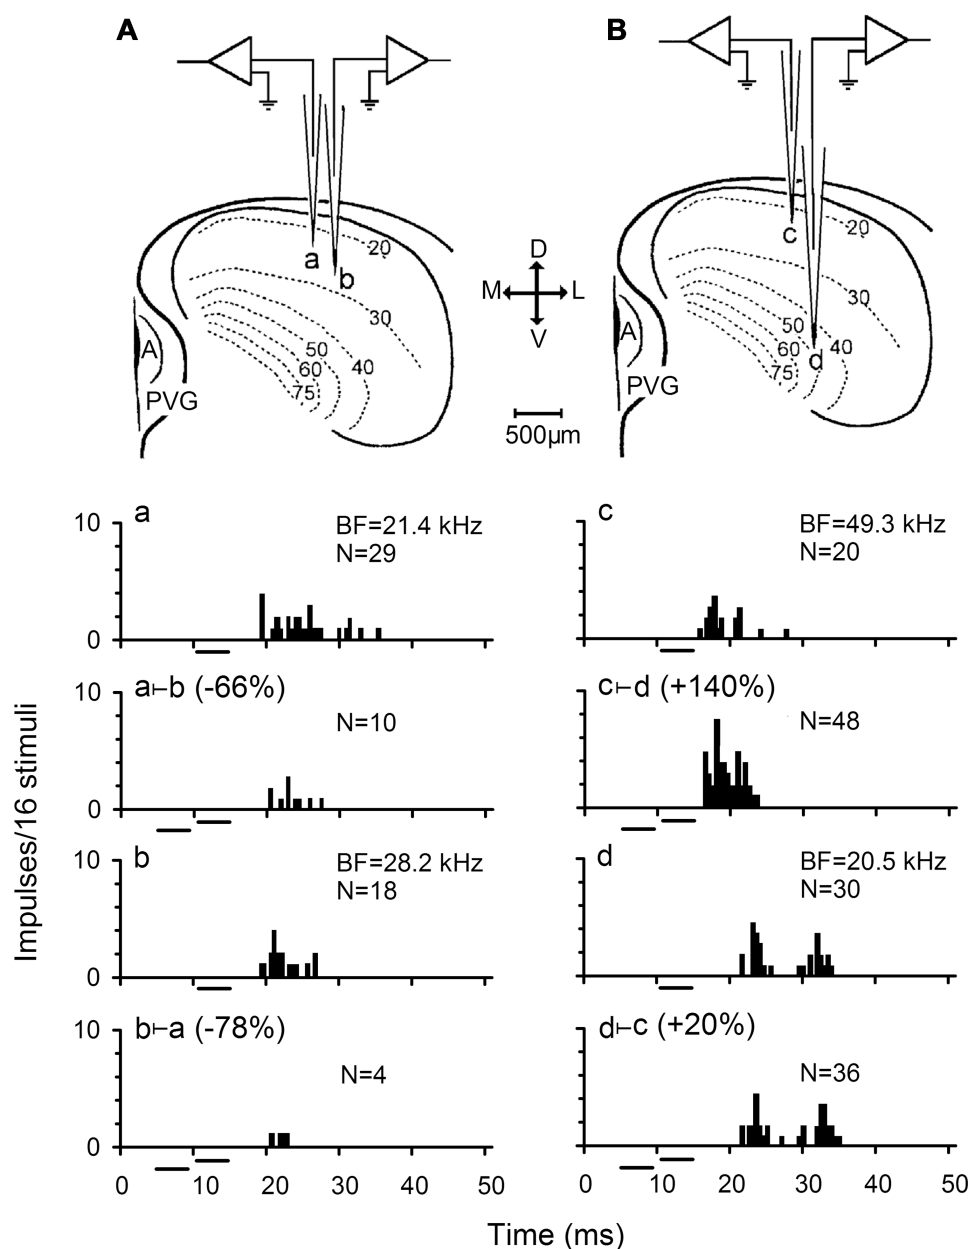 A
B
a
b
20
30
40
50
60
75
A
PVG
D
M
L
V
500µm
c
d
20
30
40
50
60
75
A
PVG
Impulses/16 stimuli
a
BF=21.4 kHz
N=29
10
0
a⊢b (-66%)
N=10
10
0
b
BF=28.2 kHz
N=18
10
0
b⊢a (-78%)
N=4
10
0
0 10 20 30 40 50
c
BF=49.3 kHz
N=20
c⊢d (+140%)
N=48
d
BF=20.5 kHz
N=30
d⊢c (+20%)
N=36
0 10 20 30 40 50
Time (ms)